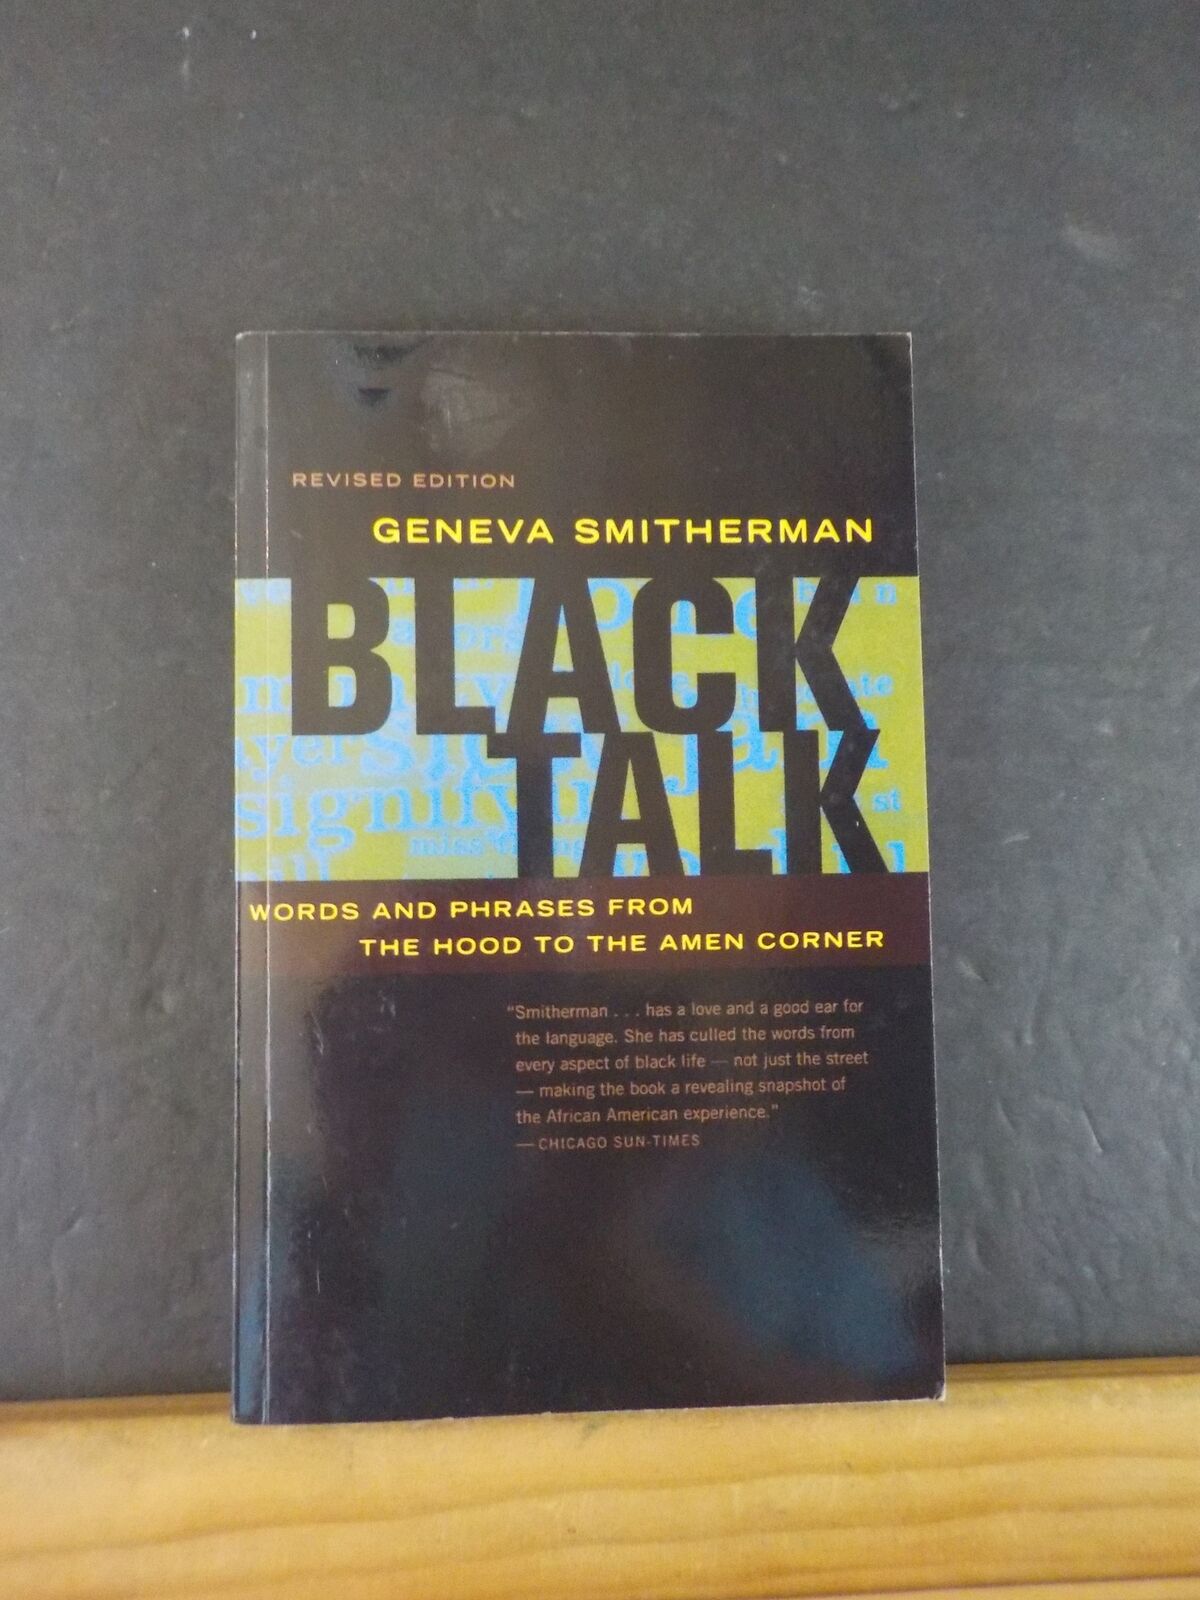 REVISED EDITION
GENEVA SMITHERMAN
BLACK
TALK
signifyin
WORDS AND PHRASES FROM
THE HOOD TO THE AMEN CORNER
"Smitherman . . . has a love and a good ear for
the language. She has culled the words from
every aspect of black life — not just the street
— making the book a revealing snapshot of
the African American experience."
— CHICAGO SUN-TIMES